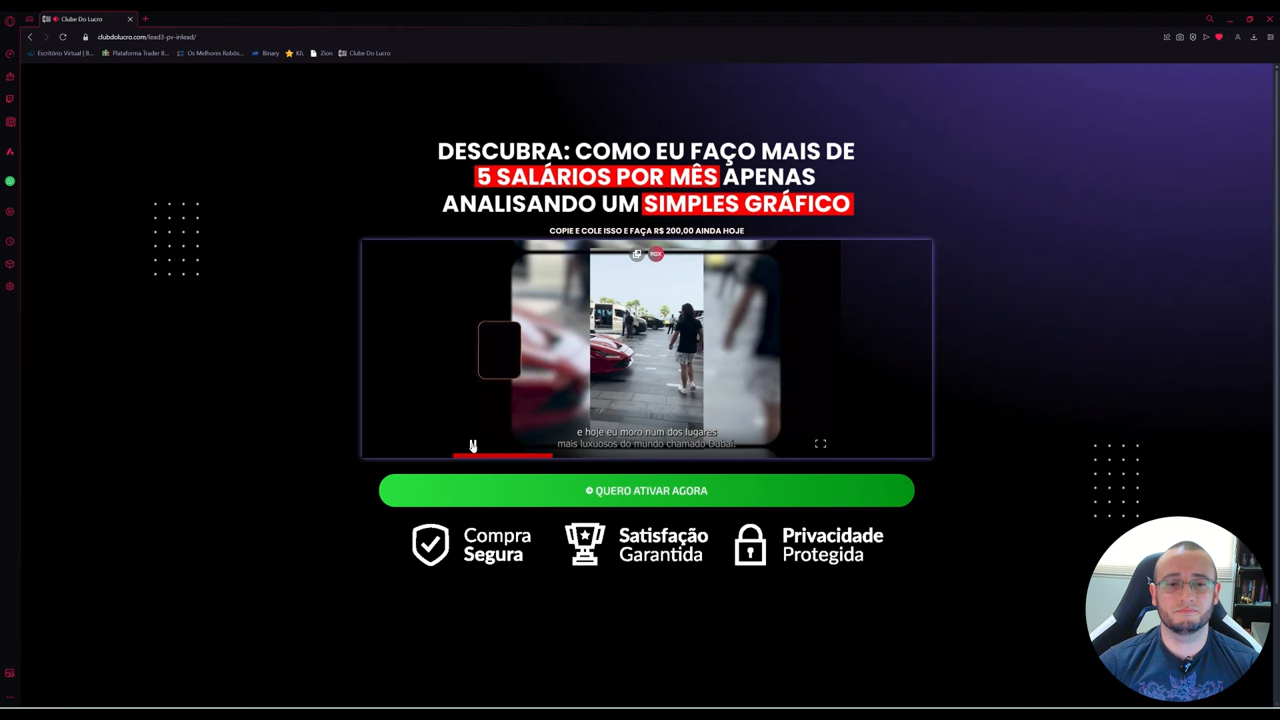 Clube Do Lucro
clubdolucro.com/lead3-pv-inlead/
Escritório Virtual | B... Plataforma Trader B... Os Melhores Robôs... Binary Zion Clube Do Lucro
DESCUBRA: COMO EU FAÇO MAIS DE
5 SALÁRIOS POR MÊS APENAS
ANALISANDO UM SIMPLES GRÁFICO
COPIE E COLE ISSO E FAÇA R$ 200,00 AINDA HOJE
e hoje eu moro num dos lugares
mais luxuosos do mundo chamado Dubai.
QUERO ATIVAR AGORA
Compra
Segura
Satisfação
Garantida
Privacidade
Protegida